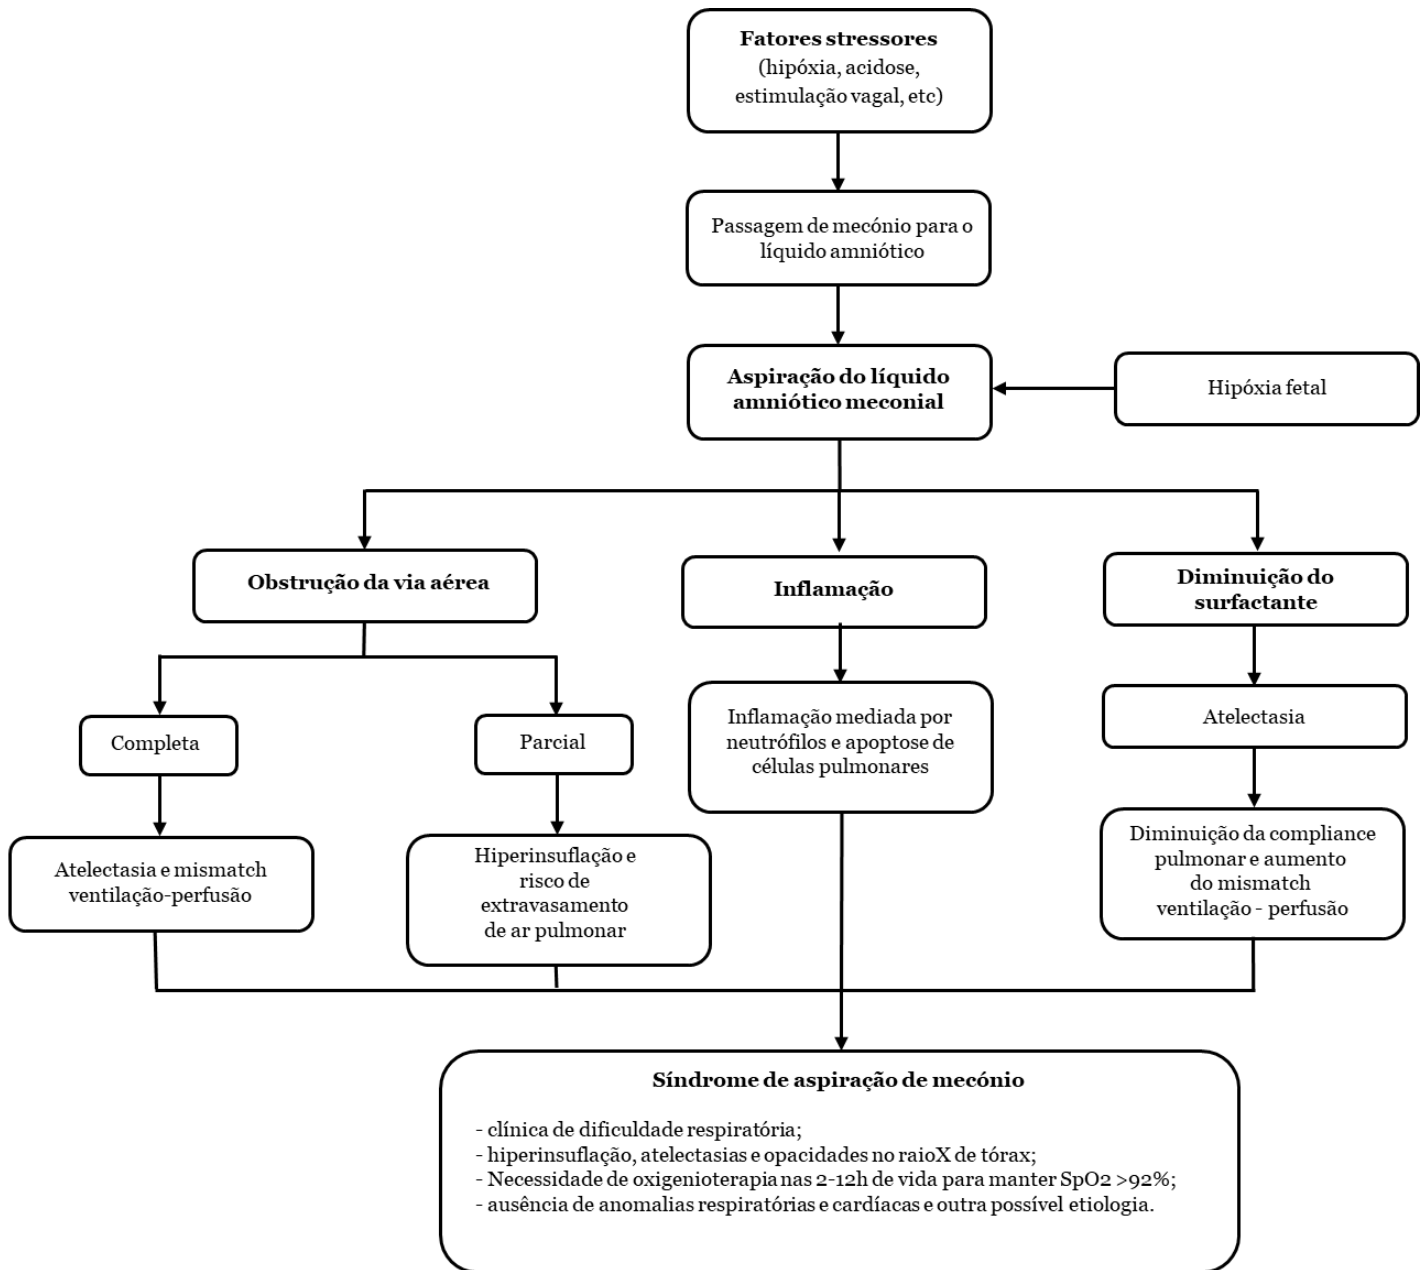 Fatores stressores
(hipóxia, acidose,
estimulação vagal, etc)
Passagem de mecónio para o
líquido amniótico
Aspiração do líquido
amniótico meconial
Hipóxia fetal
Obstrução da via aérea
Inflamação
Diminuição do
surfactante
Completa
Parcial
Inflamação mediada por
neutrófilos e apoptose de
células pulmonares
Atelectasia
Atelectasia e mismatch
ventilação-perfusão
Hiperinsuflação e
risco de
extravasamento
de ar pulmonar
Diminuição da compliance
pulmonar e aumento
do mismatch
ventilação - perfusão
Síndrome de aspiração de mecónio
- clínica de dificuldade respiratória;
- hiperinsuflação, atelectasias e opacidades no raioX de tórax;
- Necessidade de oxigenioterapia nas 2-12h de vida para manter SpO2 >92%;
- ausência de anomalias respiratórias e cardíacas e outra possível etiologia.